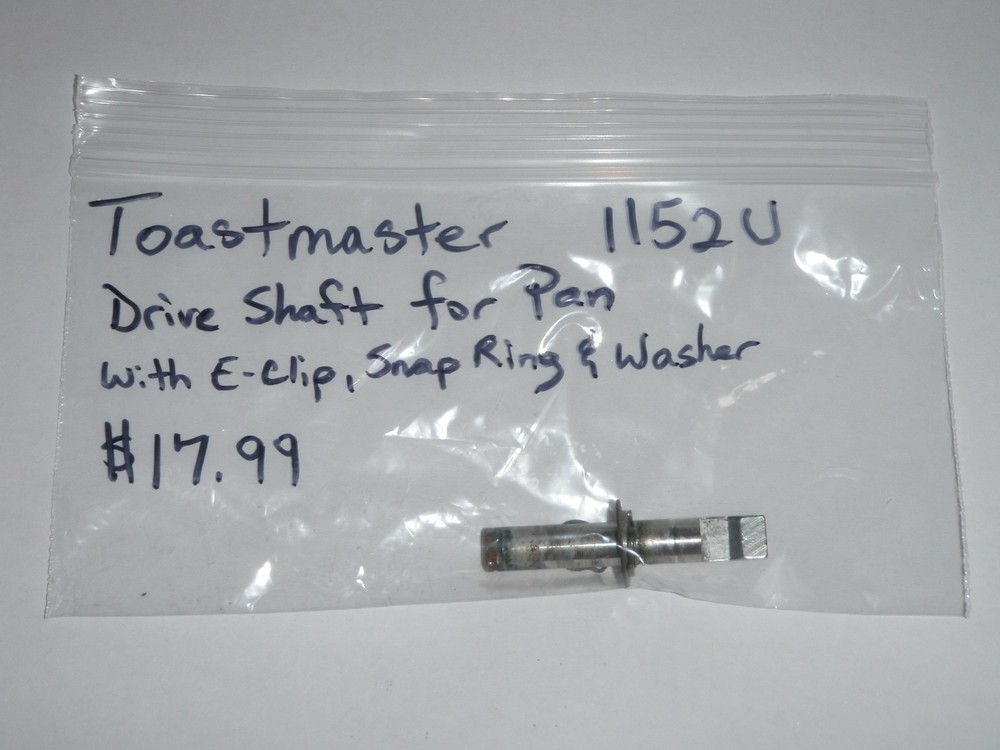 Toastmaster 1152U
Drive Shaft for Pan
with E-Clip, Snap Ring & Washer
$17.99